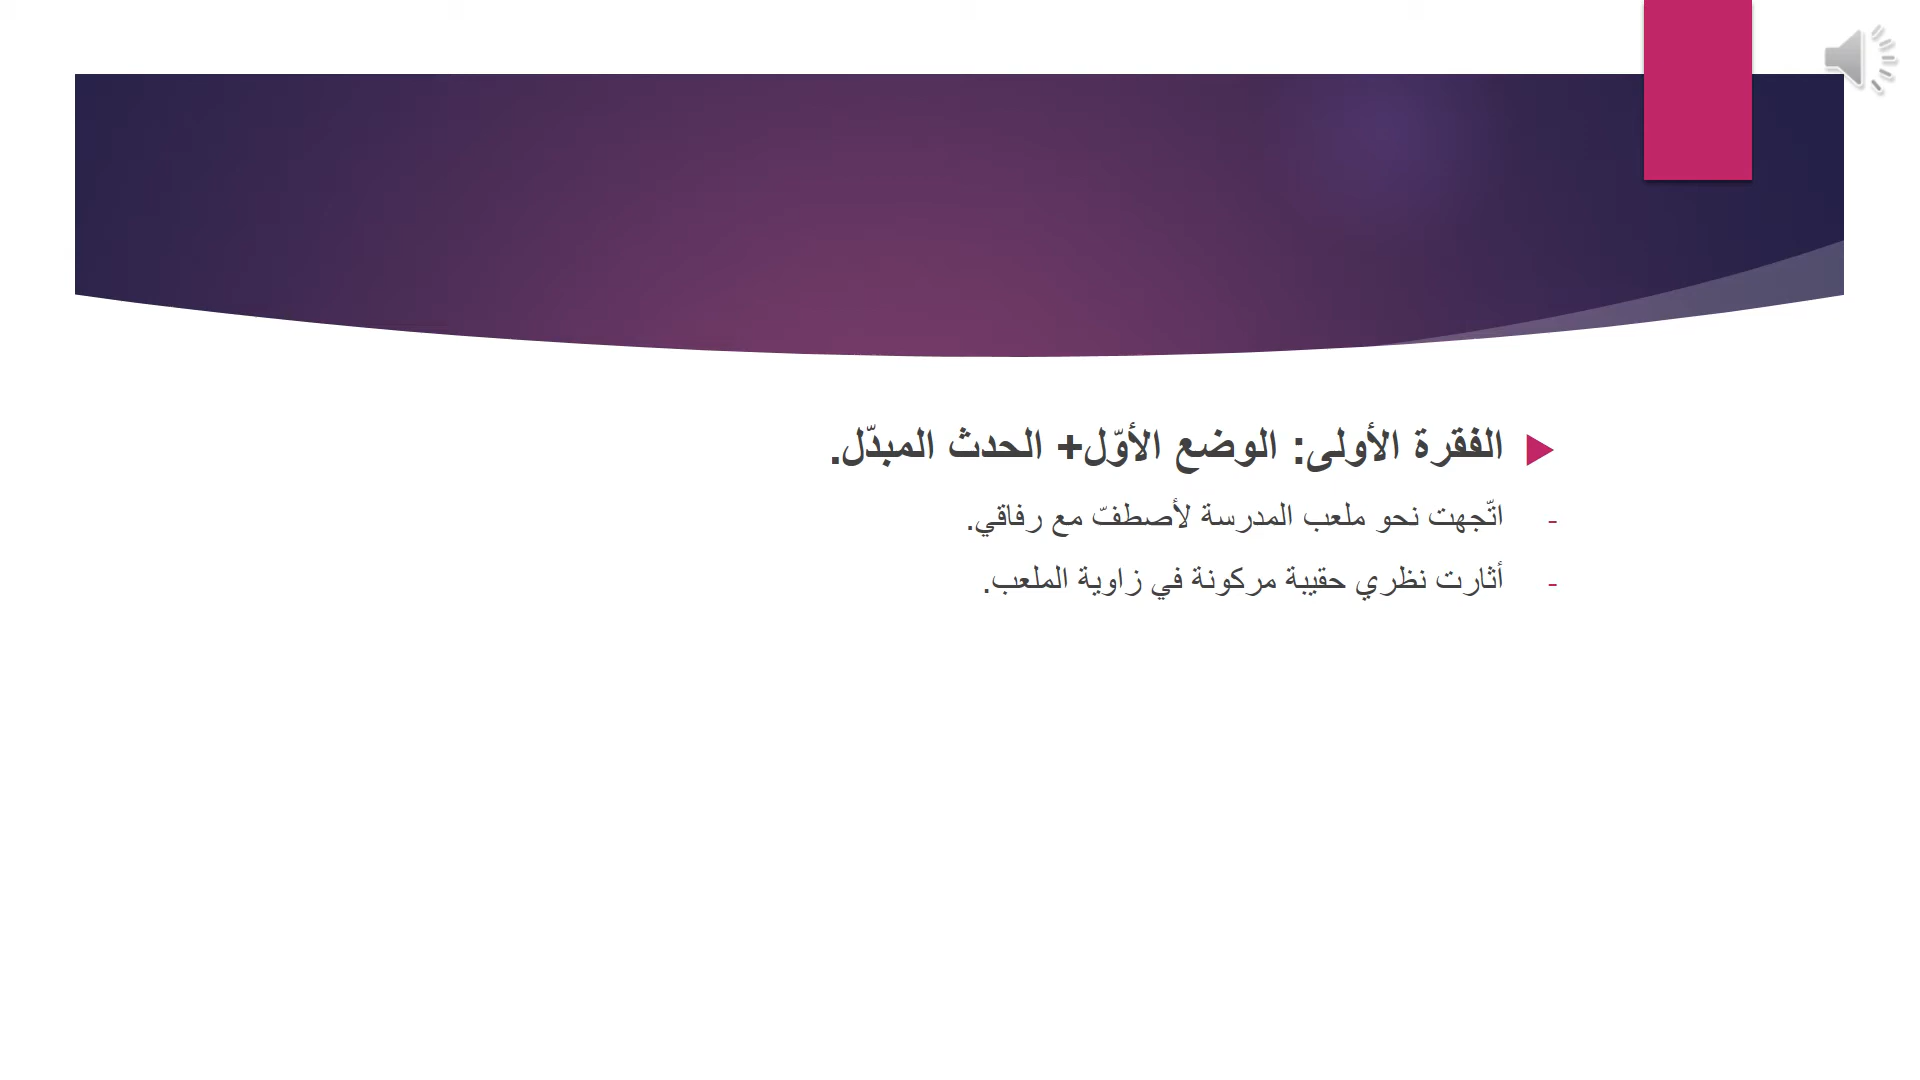 الفقرة الأولى: الوضع الأوّل+ الحدث المبدّل.
- اتّجهت نحو ملعب المدرسة لأصطفّ مع رفاقي.
- أثارت نظري حقيبة مركونة في زاوية الملعب.